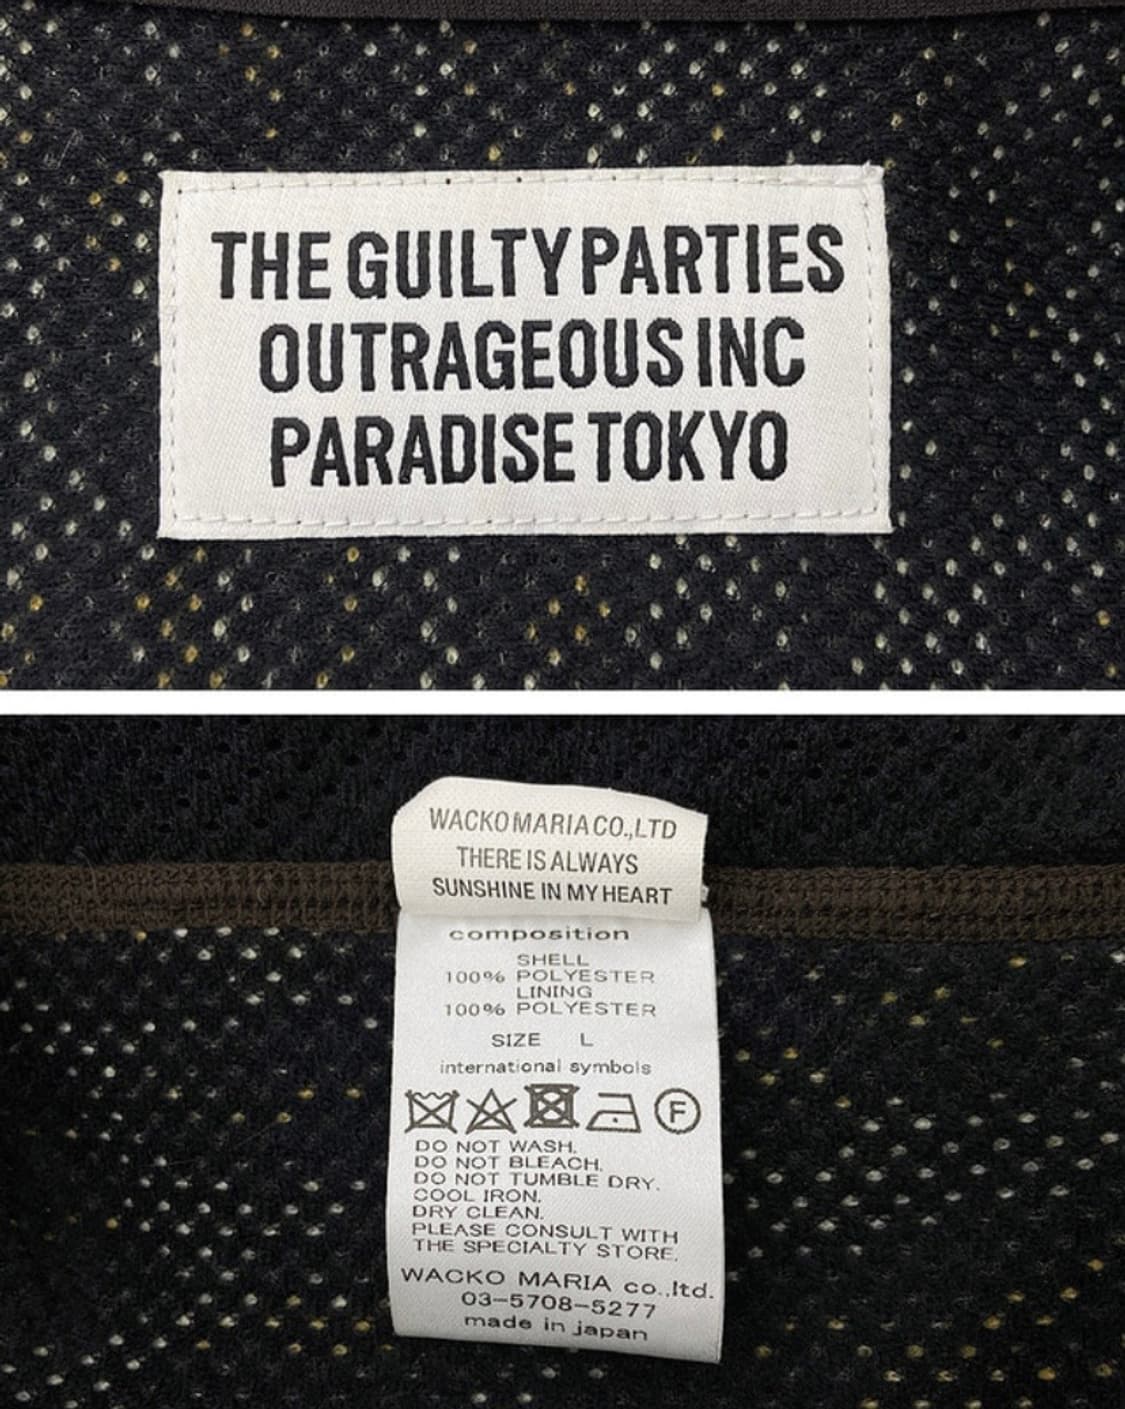 THE GUILTY PARTIES
OUTRAGEOUS INC
PARADISE TOKYO
WACKO MARIA CO.,LTD
THERE IS ALWAYS
SUNSHINE IN MY HEART
composition
SHELL
100% POLYESTER
LINING
100% POLYESTER
SIZE L
international symbols
F
DO NOT WASH.
DO NOT BLEACH.
DO NOT TUMBLE DRY.
COOL IRON.
DRY CLEAN.
PLEASE CONSULT WITH
THE SPECIALTY STORE.
WACKO MARIA co.,ltd.
03-5708-5277
made in japan